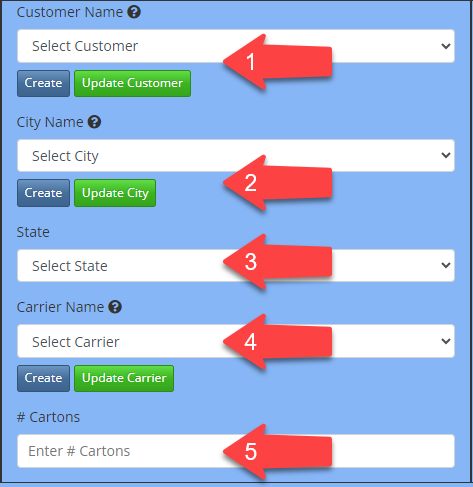 Customer Name ?
Select Customer
1
Create Update Customer
City Name ?
Select City
Create Update City
2
State
Select State
3
Carrier Name ?
Select Carrier
4
Create Update Carrier
# Cartons
Enter # Cartons
5